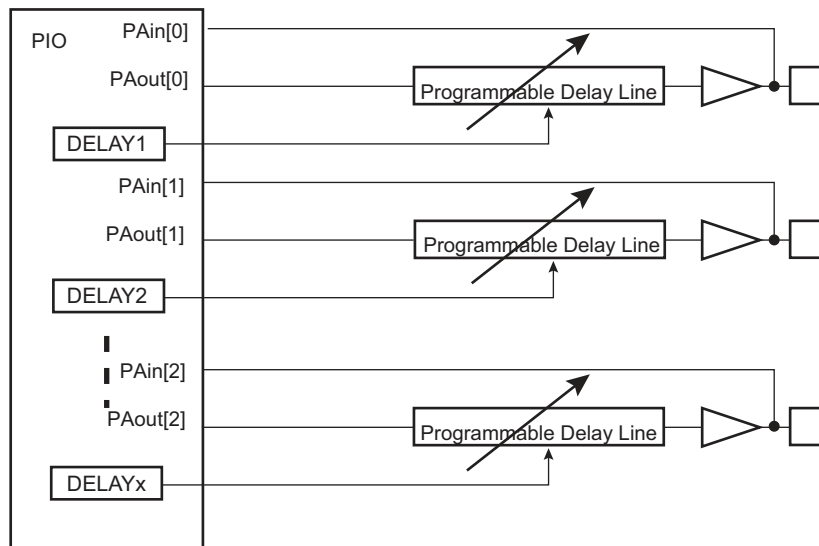 PIO
PAin[0]
PAout[0]
Programmable Delay Line
DELAY1
PAin[1]
PAout[1]
Programmable Delay Line
DELAY2
PAin[2]
PAout[2]
Programmable Delay Line
DELAYx